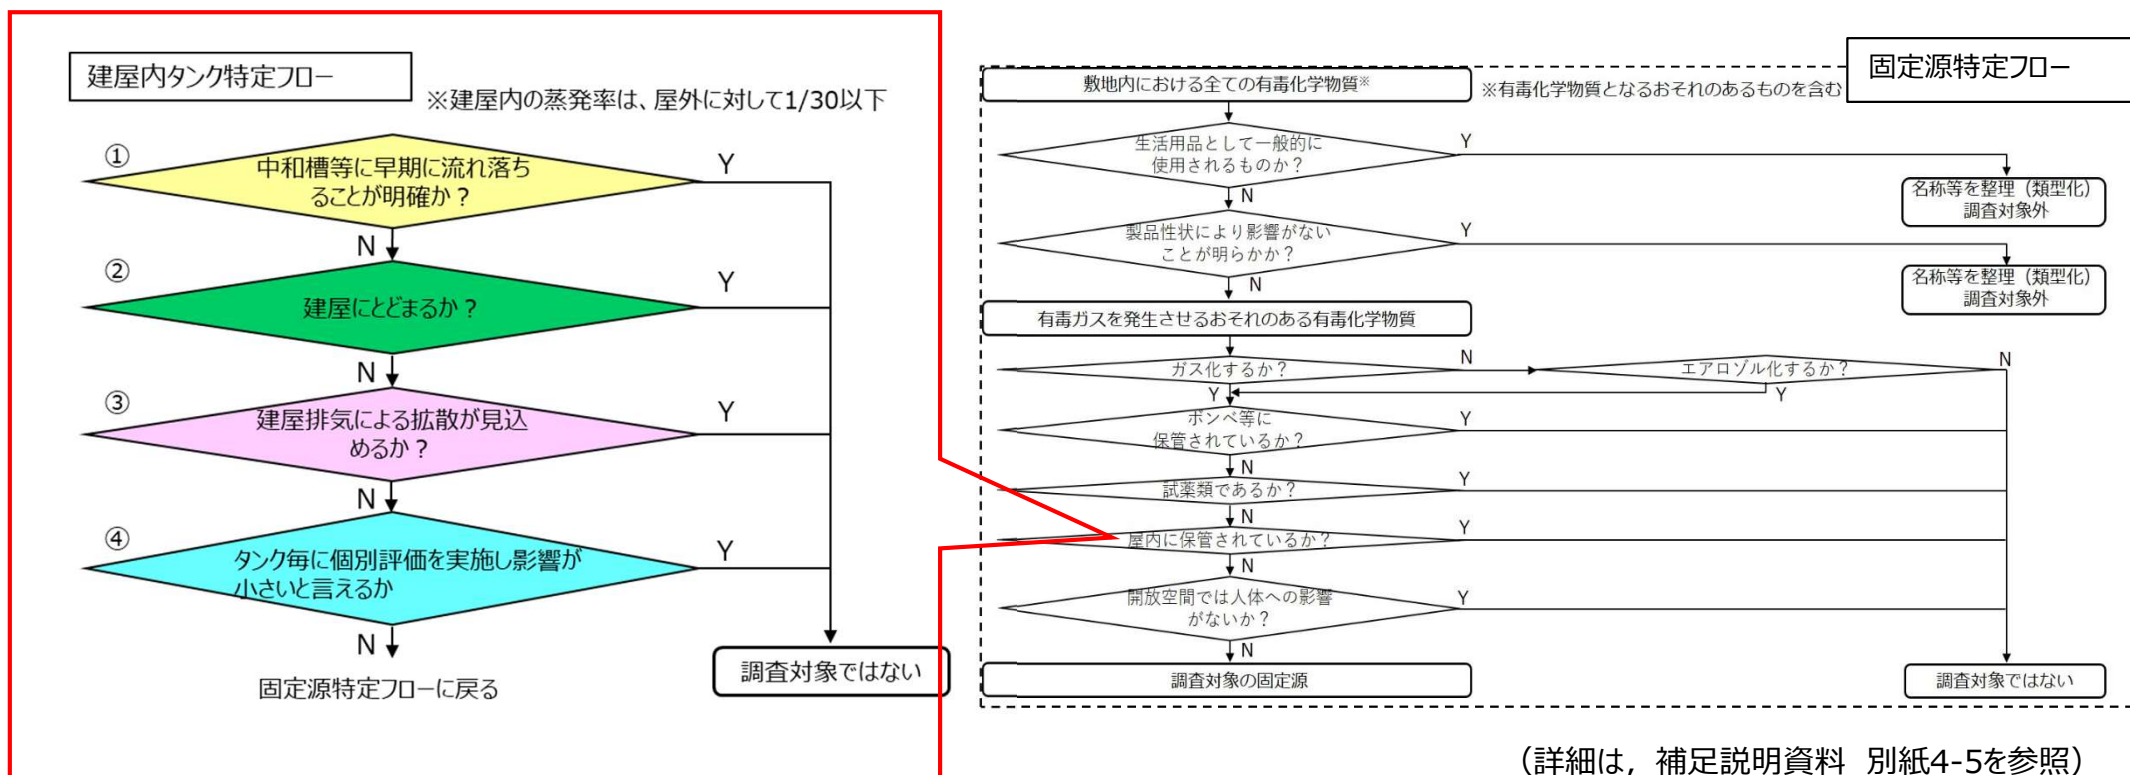 建屋内タンク特定フロー
※建屋内の蒸発率は、屋外に対して1/30以下
①
中和槽等に早期に流れ落ち
ることが明確か？
Y
N
②
建屋にとどまるか？
Y
N
③
建屋排気による拡散が見込
めるか？
Y
N
④
タンク毎に個別評価を実施し影響が
小さいと言えるか
Y
N
固定源特定フローに戻る
調査対象ではない
固定源特定フロー
敷地内における全ての有毒化学物質※
※有毒化学物質となるおそれのあるものを含む
生活用品として一般的に
使用されるものか？
Y
名称等を整理（類型化）
調査対象外
N
製品性状により影響がない
ことが明らかか？
Y
名称等を整理（類型化）
調査対象外
N
有毒ガスを発生させるおそれのある有毒化学物質
ガス化するか？
N
エアロゾル化するか？
N
Y
Y
ボンベ等に
保管されているか？
Y
N
試薬類であるか？
Y
N
屋内に保管されているか？
Y
N
開放空間では人体への影響
がないか？
Y
N
調査対象の固定源
調査対象ではない
（詳細は，補足説明資料 別紙4-5を参照）